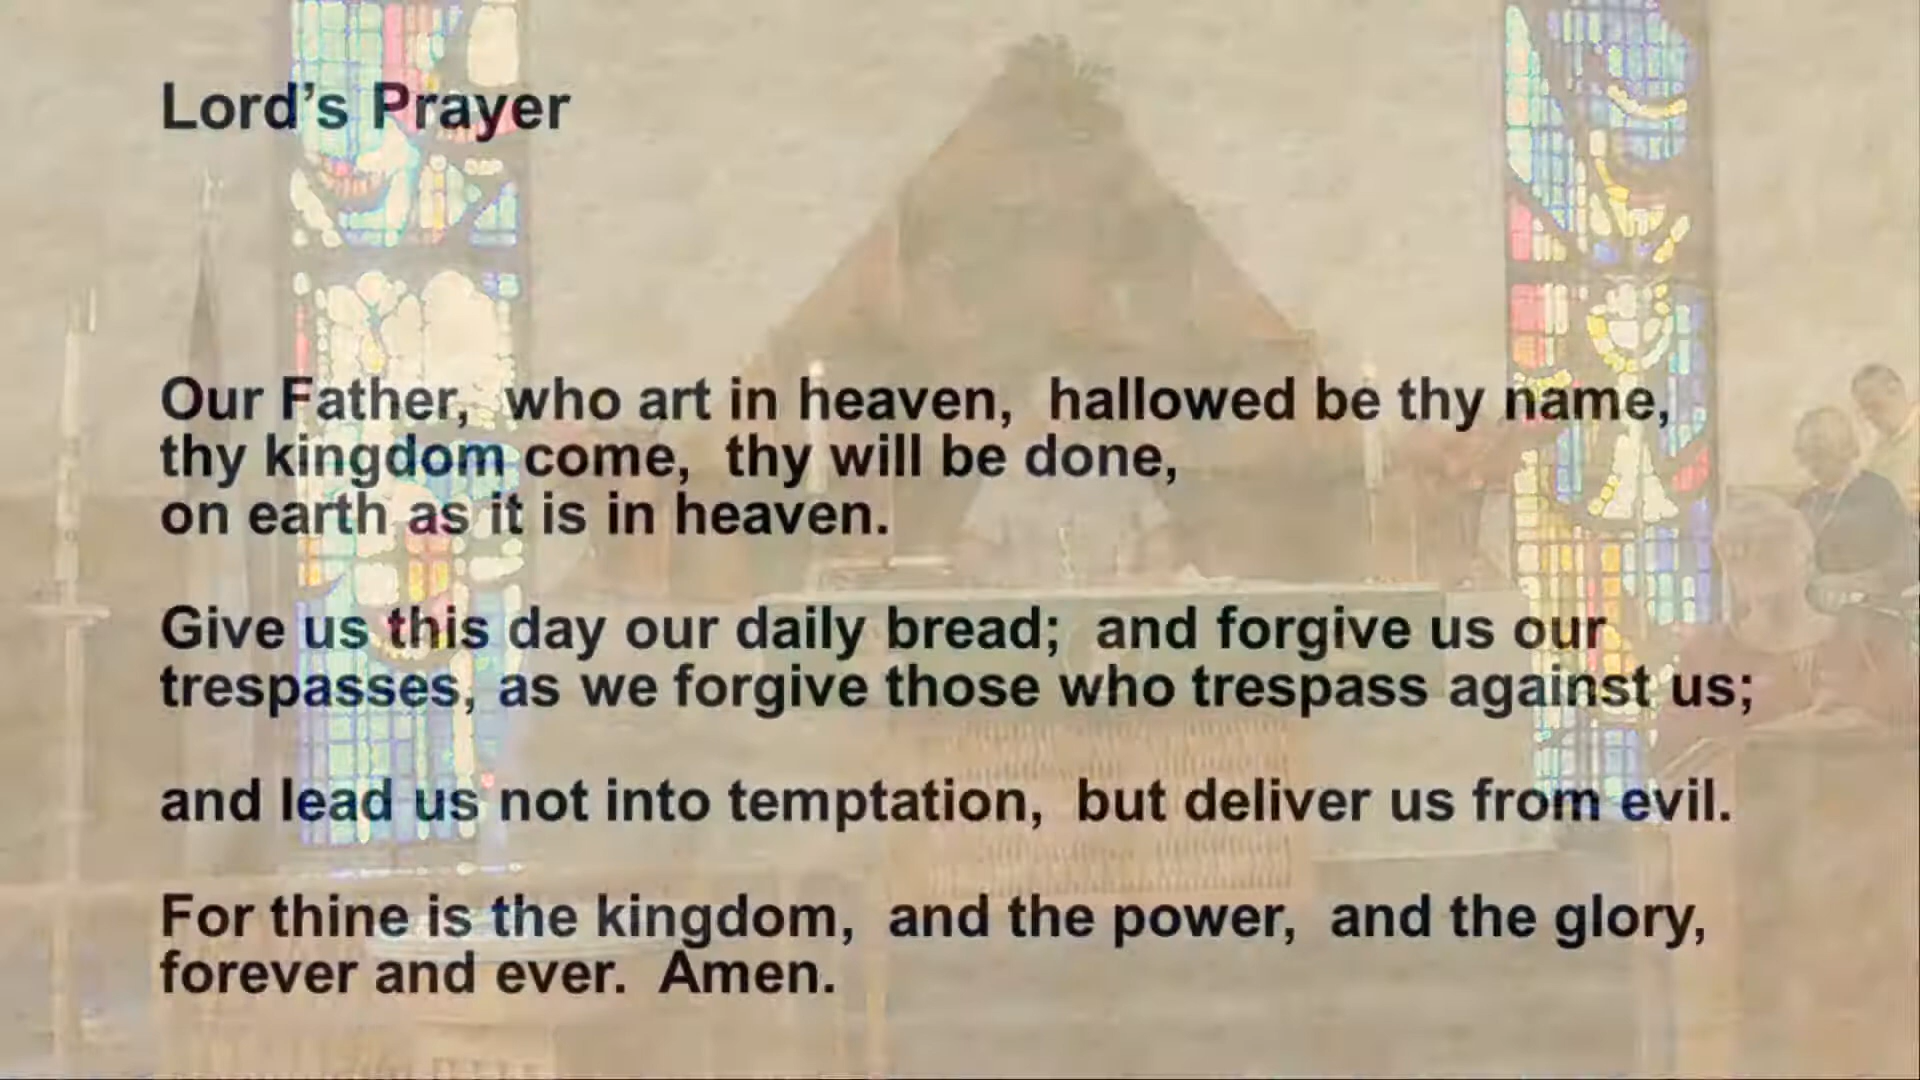 Lord’s Prayer
Our Father, who art in heaven, hallowed be thy name,
thy kingdom come, thy will be done,
on earth as it is in heaven.
Give us this day our daily bread; and forgive us our
trespasses, as we forgive those who trespass against us;
and lead us not into temptation, but deliver us from evil.
For thine is the kingdom, and the power, and the glory,
forever and ever. Amen.